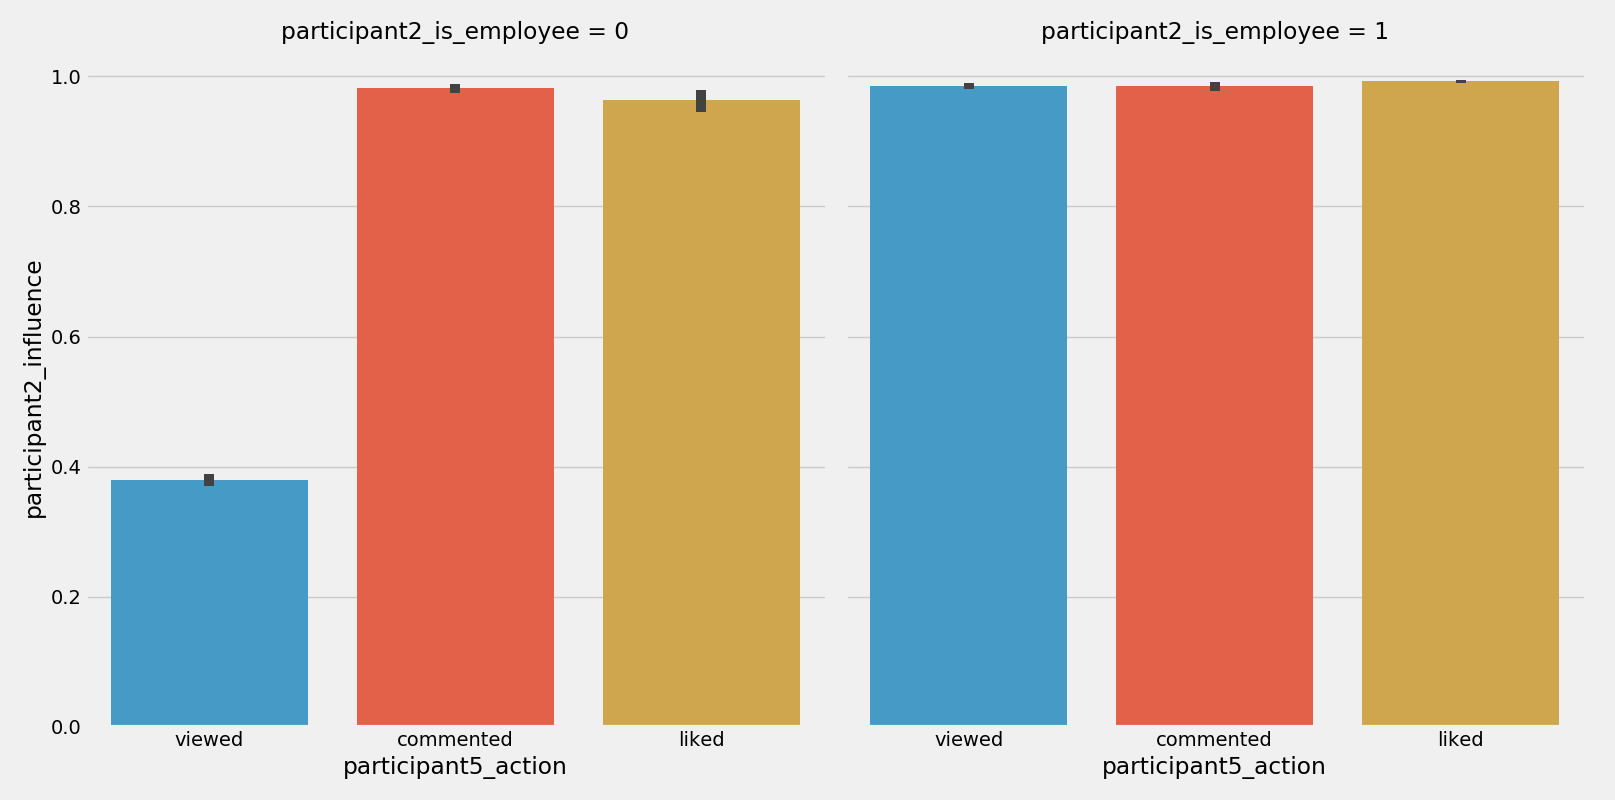 participant2_is_employee = 0
participant2_is_employee = 1
participant2_influence
1.0
0.8
0.6
0.4
0.2
0.0
viewed commented liked
viewed commented liked
participant5_action
participant5_action